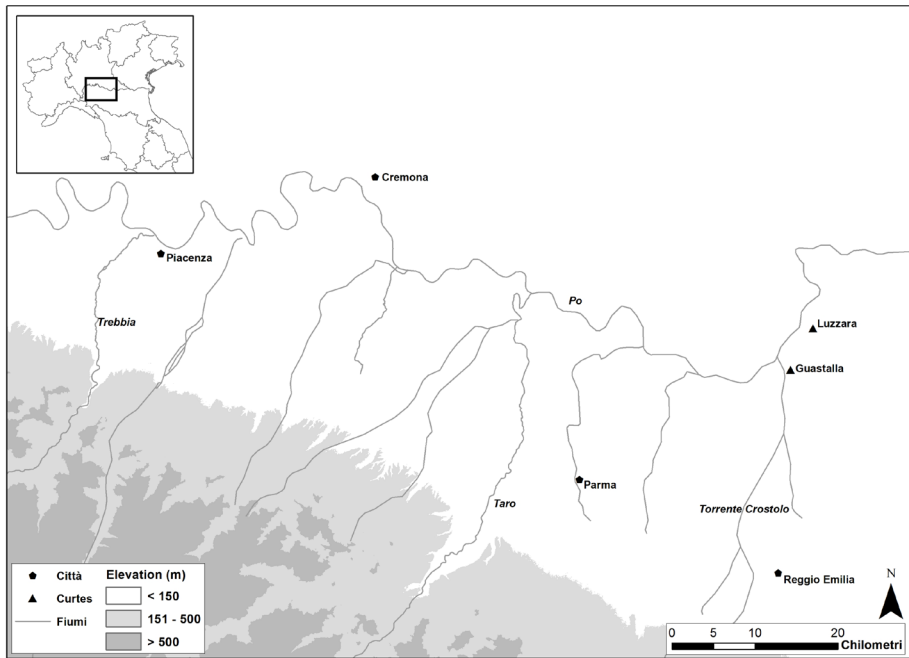 Cremona
Piacenza
Po
Trebbia
Luzzara
Guastalla
Parma
Taro
Torrente Crostolo
Reggio Emilia
N
Città
Curtes
Fiumi
Elevation (m)
< 150
151 - 500
> 500
0 5 10 20
Chilometri